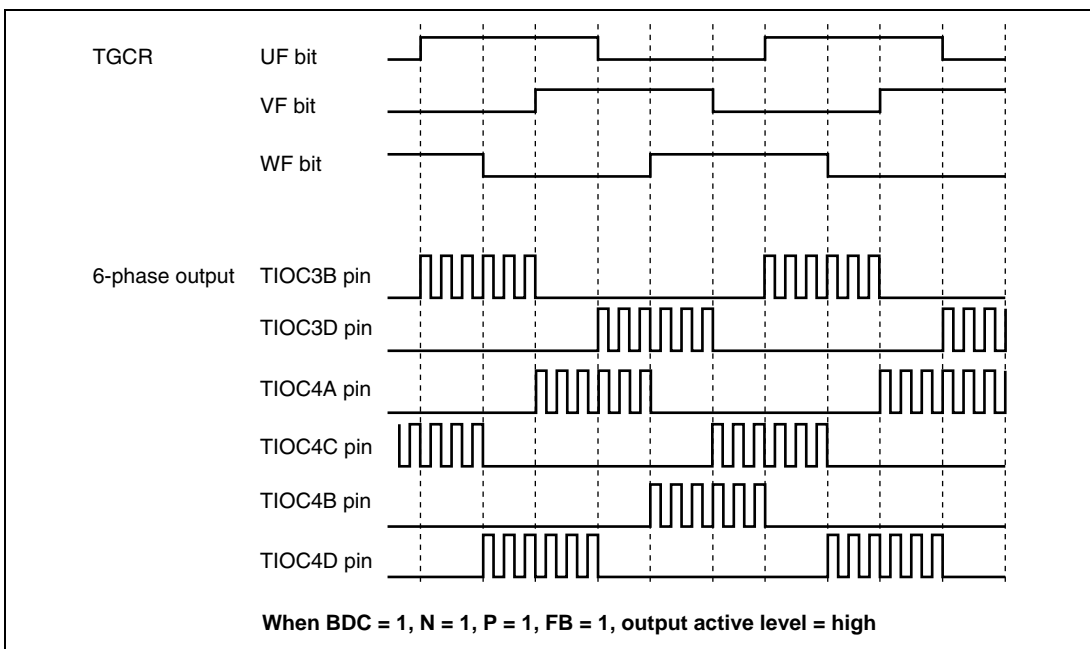 TGCR UF bit
VF bit
WF bit
6-phase output TIOC3B pin
TIOC3D pin
TIOC4A pin
TIOC4C pin
TIOC4B pin
TIOC4D pin
When BDC = 1, N = 1, P = 1, FB = 1, output active level = high